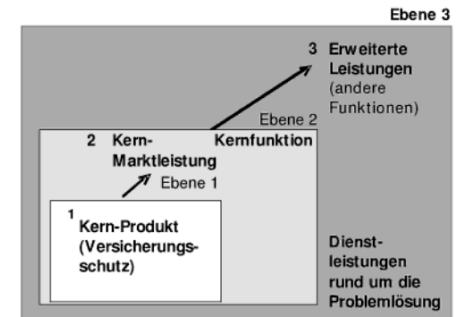 Ebene 3
3 Erweiterte
Leistungen
(andere
Funktionen)
Ebene 2
2 Kern- Kernfunktion
Marktleistung
Ebene 1
1
Kern-Produkt
(Versicherungs-
schutz)
Dienst-
leistungen
rund um die
Problemlösung